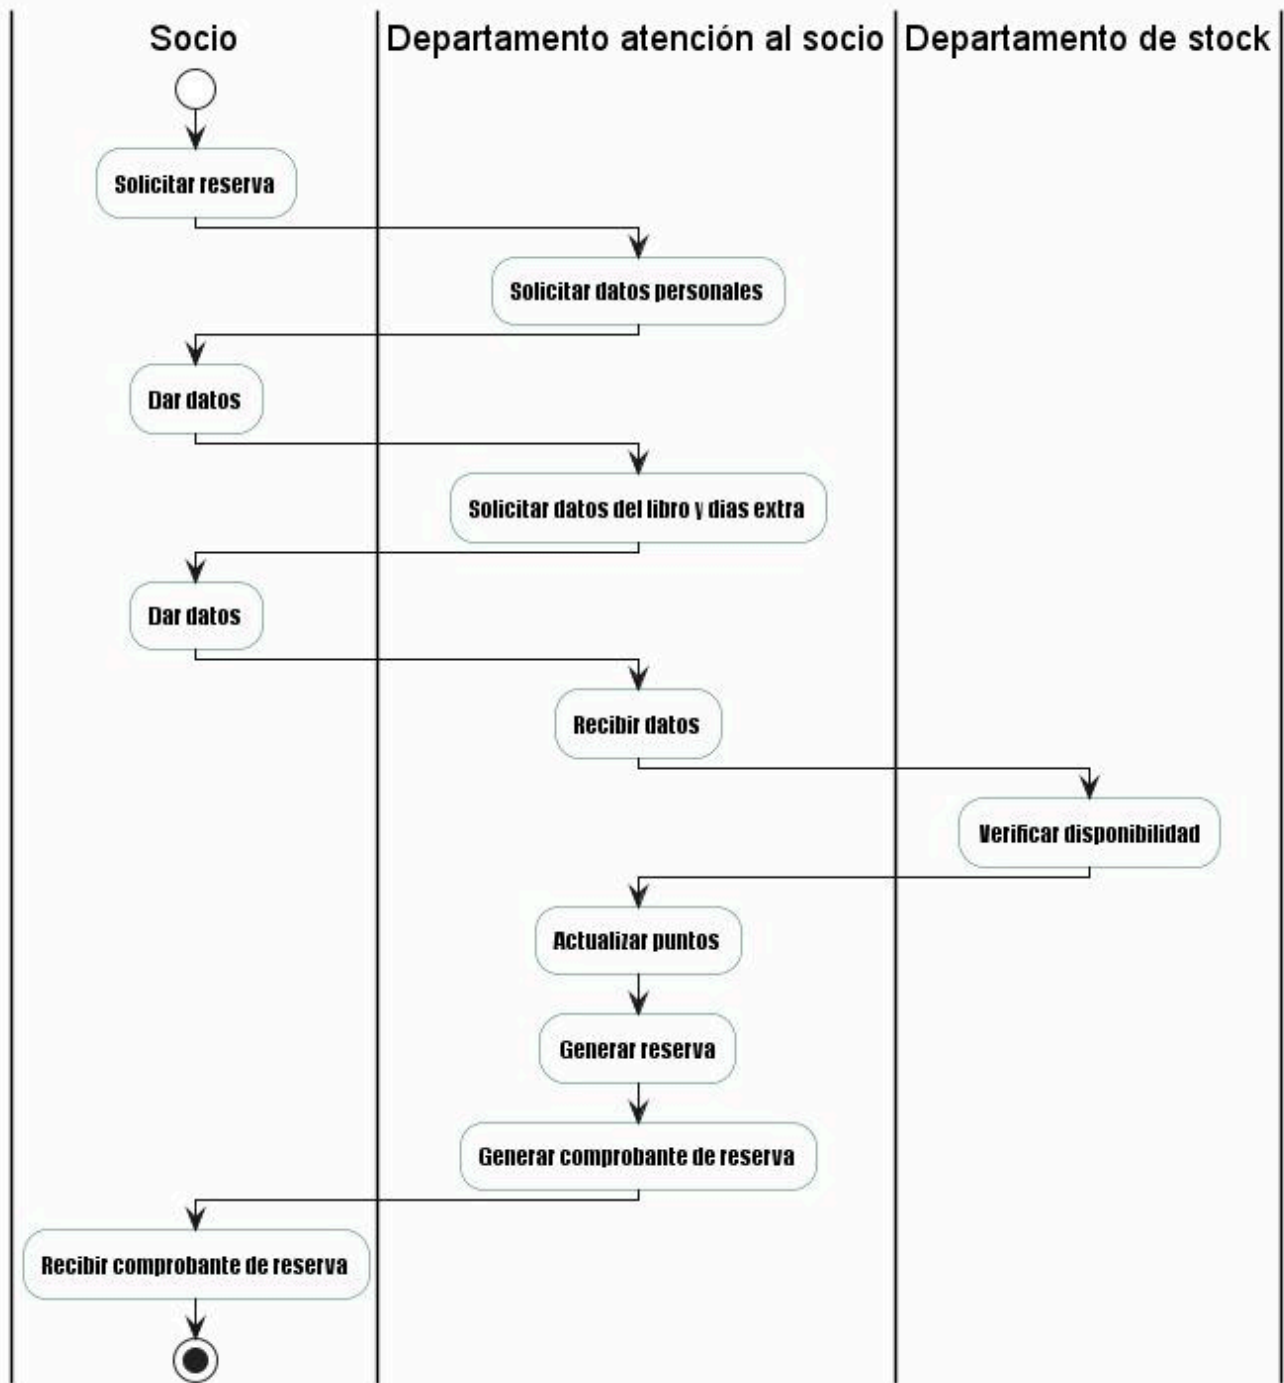 Socio
Departamento atención al socio
Departamento de stock
Solicitar reserva
Solicitar datos personales
Dar datos
Solicitar datos del libro y dias extra
Dar datos
Recibir datos
Verificar disponibilidad
Actualizar puntos
Generar reserva
Generar comprobante de reserva
Recibir comprobante de reserva